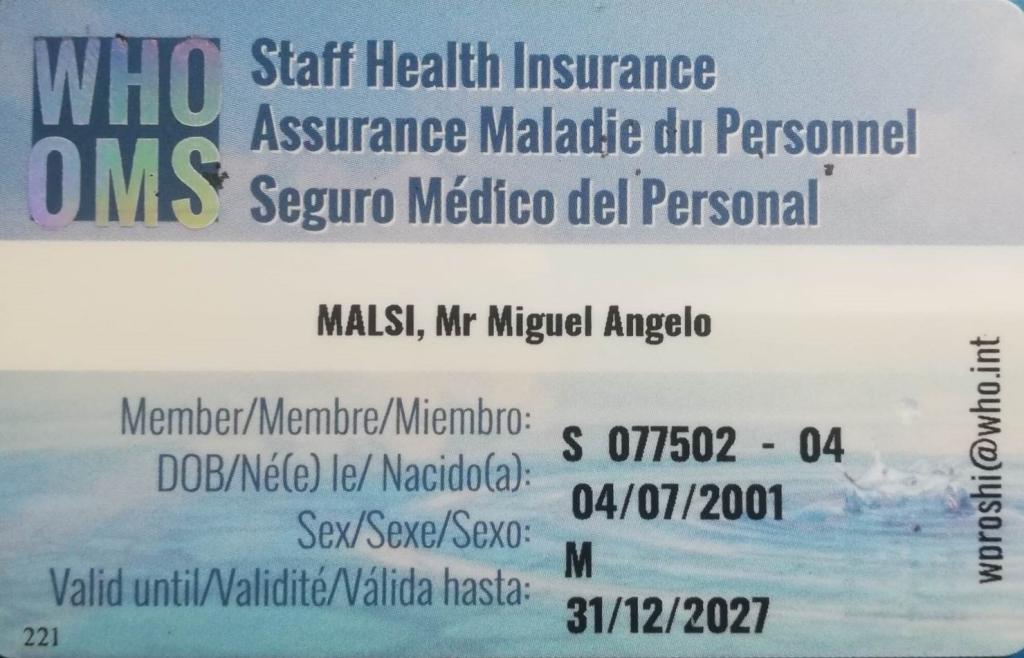 WHO
OMS
Staff Health Insurance
Assurance Maladie du Personnel
Seguro Médico del Personal
MALSI, Mr Miguel Angelo
Member/Membre/Miembro: S 077502 - 04
DOB/Né(e) le/ Nacido(a): 04/07/2001
Sex/Sexe/Sexo: M
Valid until/Validité/Válida hasta: 31/12/2027
221
wproshi@who.int